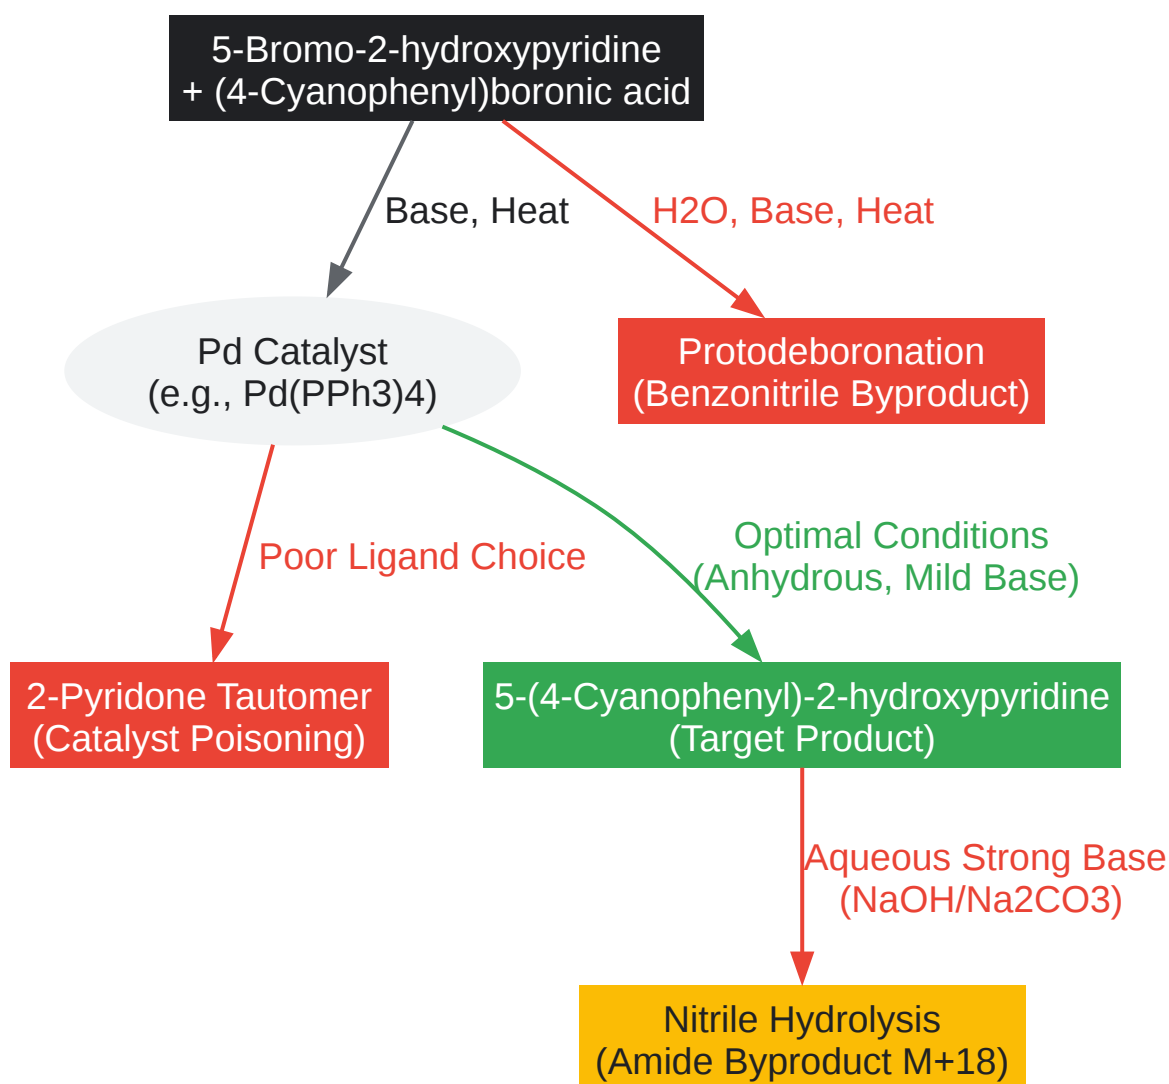 5-Bromo-2-hydroxypyridine
+ (4-Cyanophenyl)boronic acid
Base, Heat
H2O, Base, Heat
Pd Catalyst
(e.g., Pd(PPh3)4)
Protodeboronation
(Benzonitrile Byproduct)
Poor Ligand Choice
Optimal Conditions
(Anhydrous, Mild Base)
2-Pyridone Tautomer
(Catalyst Poisoning)
5-(4-Cyanophenyl)-2-hydroxypyridine
(Target Product)
Aqueous Strong Base
(NaOH/Na2CO3)
Nitrile Hydrolysis
(Amide Byproduct M+18)